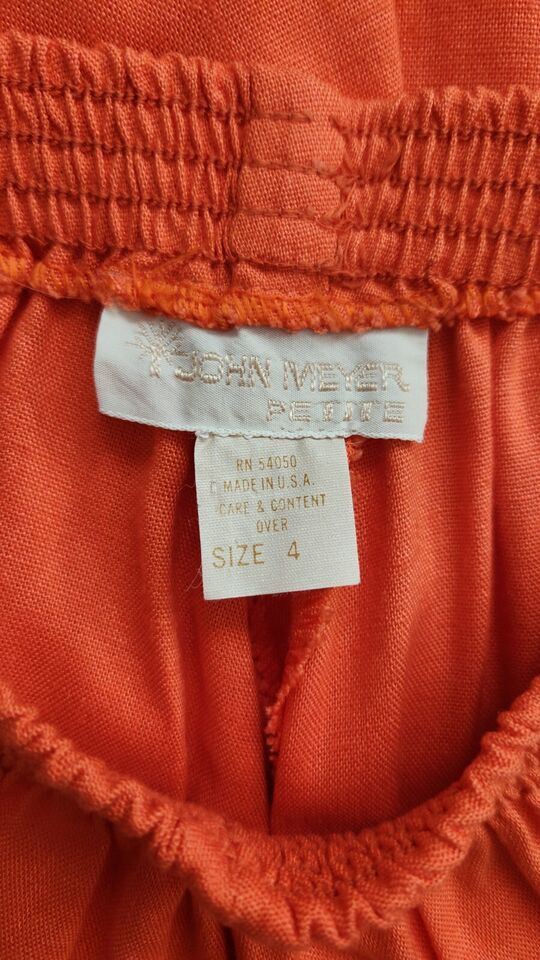 JOHN MEYER
PETITE
RN 54050
MADE IN U.S.A.
CARE & CONTENT
OVER
SIZE 4